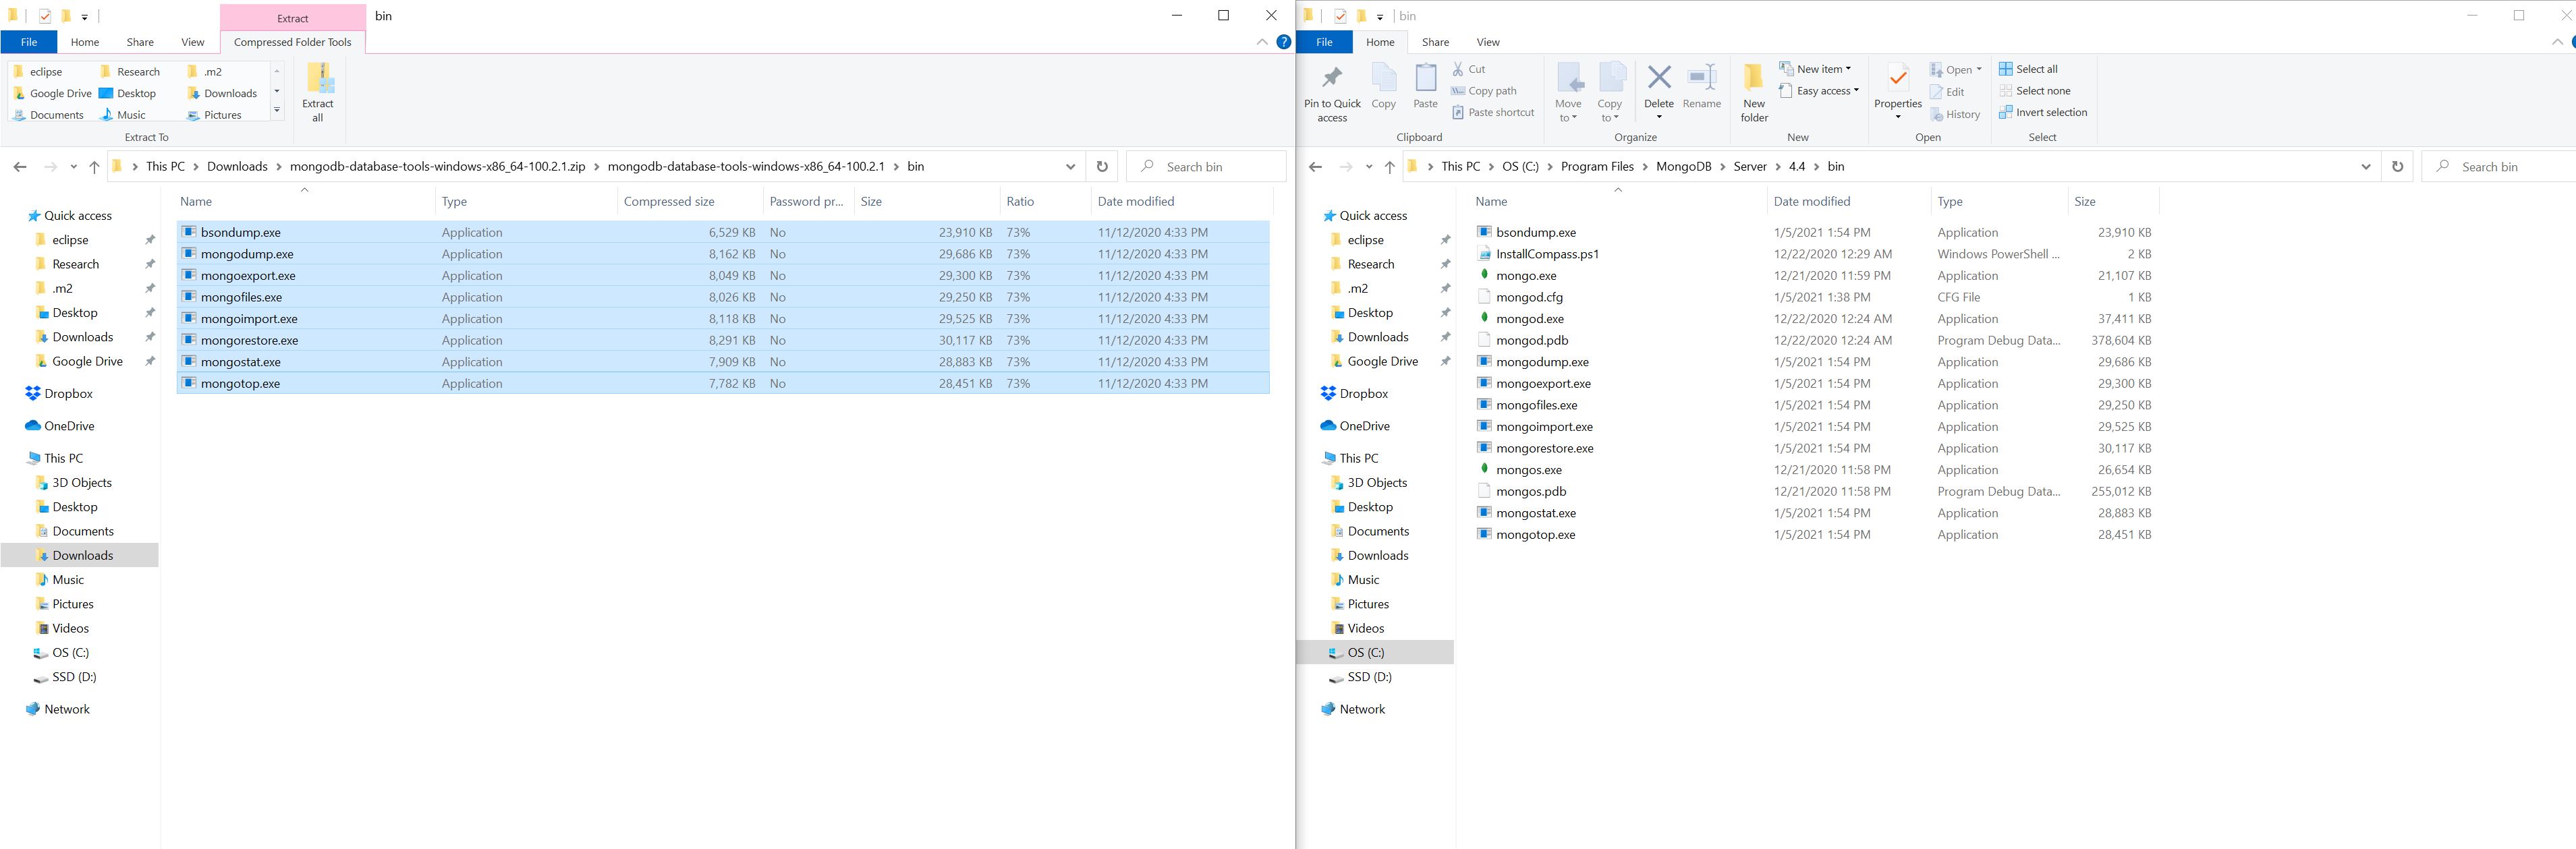 Extract
bin
File Home Share View Compressed Folder Tools
eclipse Research .m2
Google Drive Desktop Downloads
Documents Music Pictures
Extract all
Extract To
This PC > Downloads > mongodb-database-tools-windows-x86_64-100.2.1.zip > mongodb-database-tools-windows-x86_64-100.2.1 > bin
Search bin
Name Type Compressed size Password pr... Size Ratio Date modified
bsondump.exe Application 6,529 KB No 23,910 KB 73% 11/12/2020 4:33 PM
mongodump.exe Application 8,162 KB No 29,686 KB 73% 11/12/2020 4:33 PM
mongoexport.exe Application 8,049 KB No 29,300 KB 73% 11/12/2020 4:33 PM
mongofiles.exe Application 8,026 KB No 29,250 KB 73% 11/12/2020 4:33 PM
mongoimport.exe Application 8,118 KB No 29,525 KB 73% 11/12/2020 4:33 PM
mongorestore.exe Application 8,291 KB No 30,117 KB 73% 11/12/2020 4:33 PM
mongostat.exe Application 7,909 KB No 28,883 KB 73% 11/12/2020 4:33 PM
mongotop.exe Application 7,782 KB No 28,451 KB 73% 11/12/2020 4:33 PM
Quick access
eclipse
Research
.m2
Desktop
Downloads
Google Drive
Dropbox
OneDrive
This PC
3D Objects
Desktop
Documents
Downloads
Music
Pictures
Videos
OS (C:)
SSD (D:)
Network
bin
File Home Share View
Pin to Quick access
Copy
Paste
Cut
Copy path
Paste shortcut
Clipboard
Move to
Copy to
Delete
Rename
Organize
New folder
New item
Easy access
New
Properties
Open
Edit
History
Open
Select all
Select none
Invert selection
Select
This PC > OS (C:) > Program Files > MongoDB > Server > 4.4 > bin
Search bin
Name Date modified Type Size
bsondump.exe 1/5/2021 1:54 PM Application 23,910 KB
InstallCompass.ps1 12/22/2020 12:29 AM Windows PowerShell ... 2 KB
mongo.exe 12/21/2020 11:59 PM Application 21,107 KB
mongod.cfg 1/5/2021 1:38 PM CFG File 1 KB
mongod.exe 12/22/2020 12:24 AM Application 37,411 KB
mongod.pdb 12/22/2020 12:24 AM Program Debug Data... 378,604 KB
mongodump.exe 1/5/2021 1:54 PM Application 29,686 KB
mongoexport.exe 1/5/2021 1:54 PM Application 29,300 KB
mongofiles.exe 1/5/2021 1:54 PM Application 29,250 KB
mongoimport.exe 1/5/2021 1:54 PM Application 29,525 KB
mongorestore.exe 1/5/2021 1:54 PM Application 30,117 KB
mongos.exe 12/21/2020 11:58 PM Application 26,654 KB
mongos.pdb 12/21/2020 11:58 PM Program Debug Data... 255,012 KB
mongostat.exe 1/5/2021 1:54 PM Application 28,883 KB
mongotop.exe 1/5/2021 1:54 PM Application 28,451 KB
Quick access
eclipse
Research
.m2
Desktop
Downloads
Google Drive
Dropbox
OneDrive
This PC
3D Objects
Desktop
Documents
Downloads
Music
Pictures
Videos
OS (C:)
SSD (D:)
Network